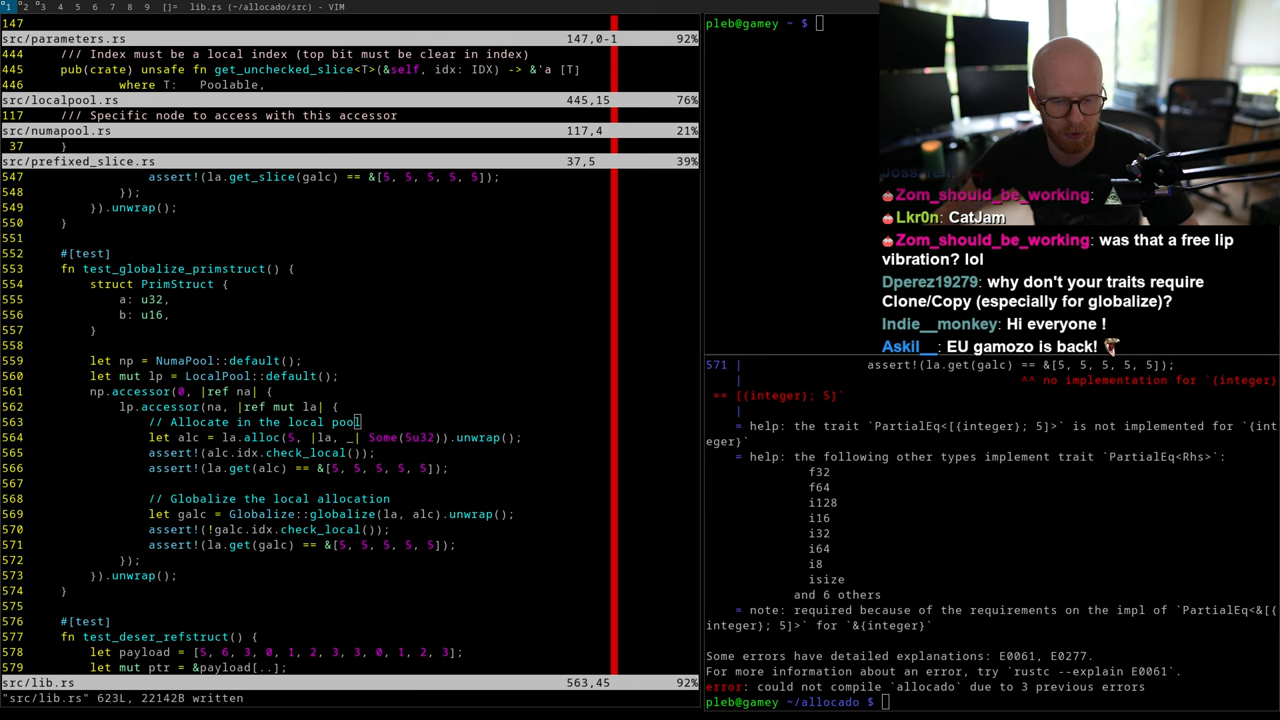 1 2 3 4 5 6 7 8 9 []= lib.rs (~/allocado/src) - VIM
147
src/parameters.rs 147,0-1 92%
444 /// Index must be a local index (top bit must be clear in index)
445 pub(crate) unsafe fn get_unchecked_slice<T>(&self, idx: IDX) -> &'a [T]
446 where T: Poolable,
src/localpool.rs 445,15 76%
117 /// Specific node to access with this accessor
src/numapool.rs 117,4 21%
37 }
src/prefixed_slice.rs 37,5 39%
547 assert!(la.get_slice(galc) == &[5, 5, 5, 5, 5]);
548 });
549 }).unwrap();
550 }
551
552 #[test]
553 fn test_globalize_primstruct() {
554 struct PrimStruct {
555 a: u32,
556 b: u16,
557 }
558
559 let np = NumaPool::default();
560 let mut lp = LocalPool::default();
561 np.accessor(0, |ref na| {
562 lp.accessor(na, |ref mut la| {
563 // Allocate in the local pool
564 let alc = la.alloc(5, |la, _| Some(5u32)).unwrap();
565 assert!(alc.idx.check_local());
566 assert!(la.get(alc) == &[5, 5, 5, 5, 5]);
567
568 // Globalize the local allocation
569 let galc = Globalize::globalize(la, alc).unwrap();
570 assert!(!galc.idx.check_local());
571 assert!(la.get(galc) == &[5, 5, 5, 5, 5]);
572 });
573 }).unwrap();
574 }
575
576 #[test]
577 fn test_deser_refstruct() {
578 let payload = [5, 6, 3, 0, 1, 2, 3, 3, 0, 1, 2, 3];
579 let mut ptr = &payload[..];
src/lib.rs 563,45 92%
"src/lib.rs" 623L, 22142B written
pleb@gamey ~ $
Zom_should_be_working:
Lkr0n: CatJam
Zom_should_be_working: was that a free lip
vibration? lol
Dperez19279: why don't your traits require
Clone/Copy (especially for globalize)?
Indie__monkey: Hi everyone !
Askil__: EU gamozo is back!
571 | assert!(la.get(galc) == &[5, 5, 5, 5, 5]);
| ^^ no implementation for `{integer}
== [{integer}; 5]`
|
= help: the trait `PartialEq<[{integer}; 5]>` is not implemented for `{int
eger}`
= help: the following other types implement trait `PartialEq<Rhs>`:
f32
f64
i128
i16
i32
i64
i8
isize
and 6 others
= note: required because of the requirements on the impl of `PartialEq<&[{
integer}; 5]>` for `&{integer}`
Some errors have detailed explanations: E0061, E0277.
For more information about an error, try `rustc --explain E0061`.
error: could not compile `allocado` due to 3 previous errors
pleb@gamey ~/allocado $